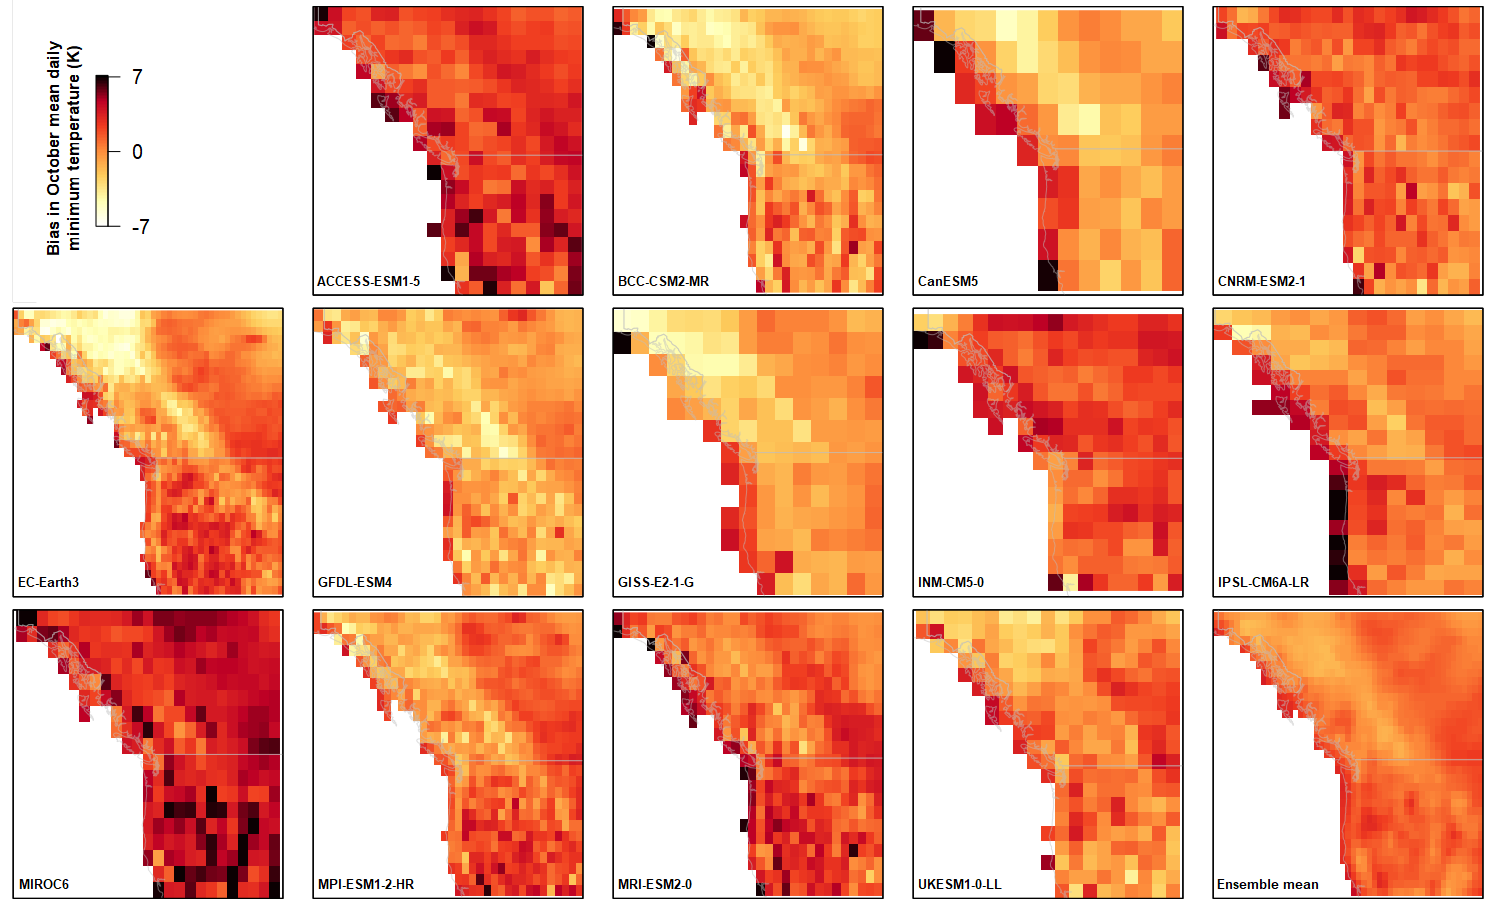 Bias in October mean daily
minimum temperature (K)
7
0
-7
ACCESS-ESM1-5
BCC-CSM2-MR
CanESM5
CNRM-ESM2-1
EC-Earth3
GFDL-ESM4
GISS-E2-1-G
INM-CM5-0
IPSL-CM6A-LR
MIROC6
MPI-ESM1-2-HR
MRI-ESM2-0
UKESM1-0-LL
Ensemble mean